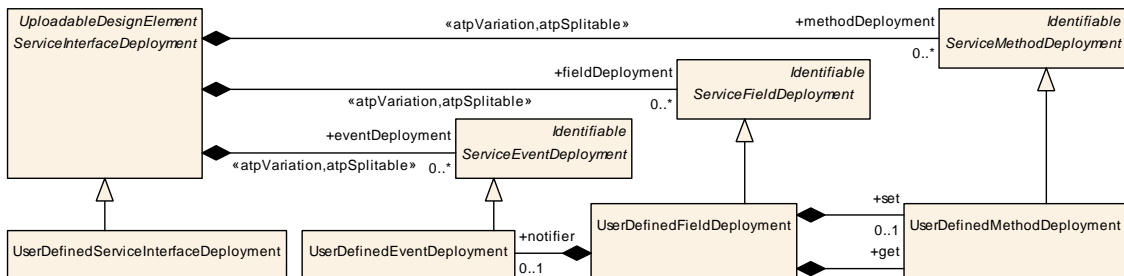 UploadableDesignElement
ServiceInterfaceDeployment
«atpVariation,atpSplitable»
+methodDeployment
0..*
Identifiable
ServiceMethodDeployment
+fieldDeployment
«atpVariation,atpSplitable»
0..*
Identifiable
ServiceFieldDeployment
+eventDeployment
«atpVariation,atpSplitable»
0..*
Identifiable
ServiceEventDeployment
UserDefinedServiceInterfaceDeployment
UserDefinedEventDeployment
+notifier
0..1
UserDefinedFieldDeployment
+set
0..1
+get
UserDefinedMethodDeployment